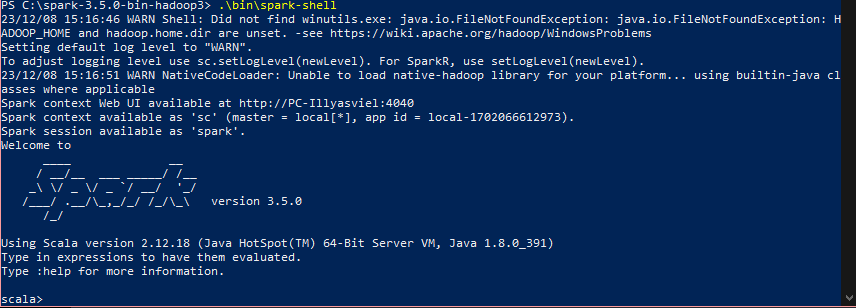 PS C:\spark-3.5.0-bin-hadoop3> .\bin\spark-shell
23/12/08 15:16:46 WARN Shell: Did not find winutils.exe: java.io.FileNotFoundException: java.io.FileNotFoundException: H
ADOOP_HOME and hadoop.home.dir are unset. -see https://wiki.apache.org/hadoop/WindowsProblems
Setting default log level to "WARN".
To adjust logging level use sc.setLogLevel(newLevel). For SparkR, use setLogLevel(newLevel).
23/12/08 15:16:51 WARN NativeCodeLoader: Unable to load native-hadoop library for your platform... using builtin-java cl
asses where applicable
Spark context Web UI available at http://PC-Illyasviel:4040
Spark context available as 'sc' (master = local[*], app id = local-1702066612973).
Spark session available as 'spark'.
Welcome to
      ____              __
     / __/__  ___ _____/ /__
    _\ \/ _ \/ _ `/ __/  '_/
   /___/ .__/\_,_/_/ /_/\_\   version 3.5.0
      /_/
Using Scala version 2.12.18 (Java HotSpot(TM) 64-Bit Server VM, Java 1.8.0_391)
Type in expressions to have them evaluated.
Type :help for more information.
scala>